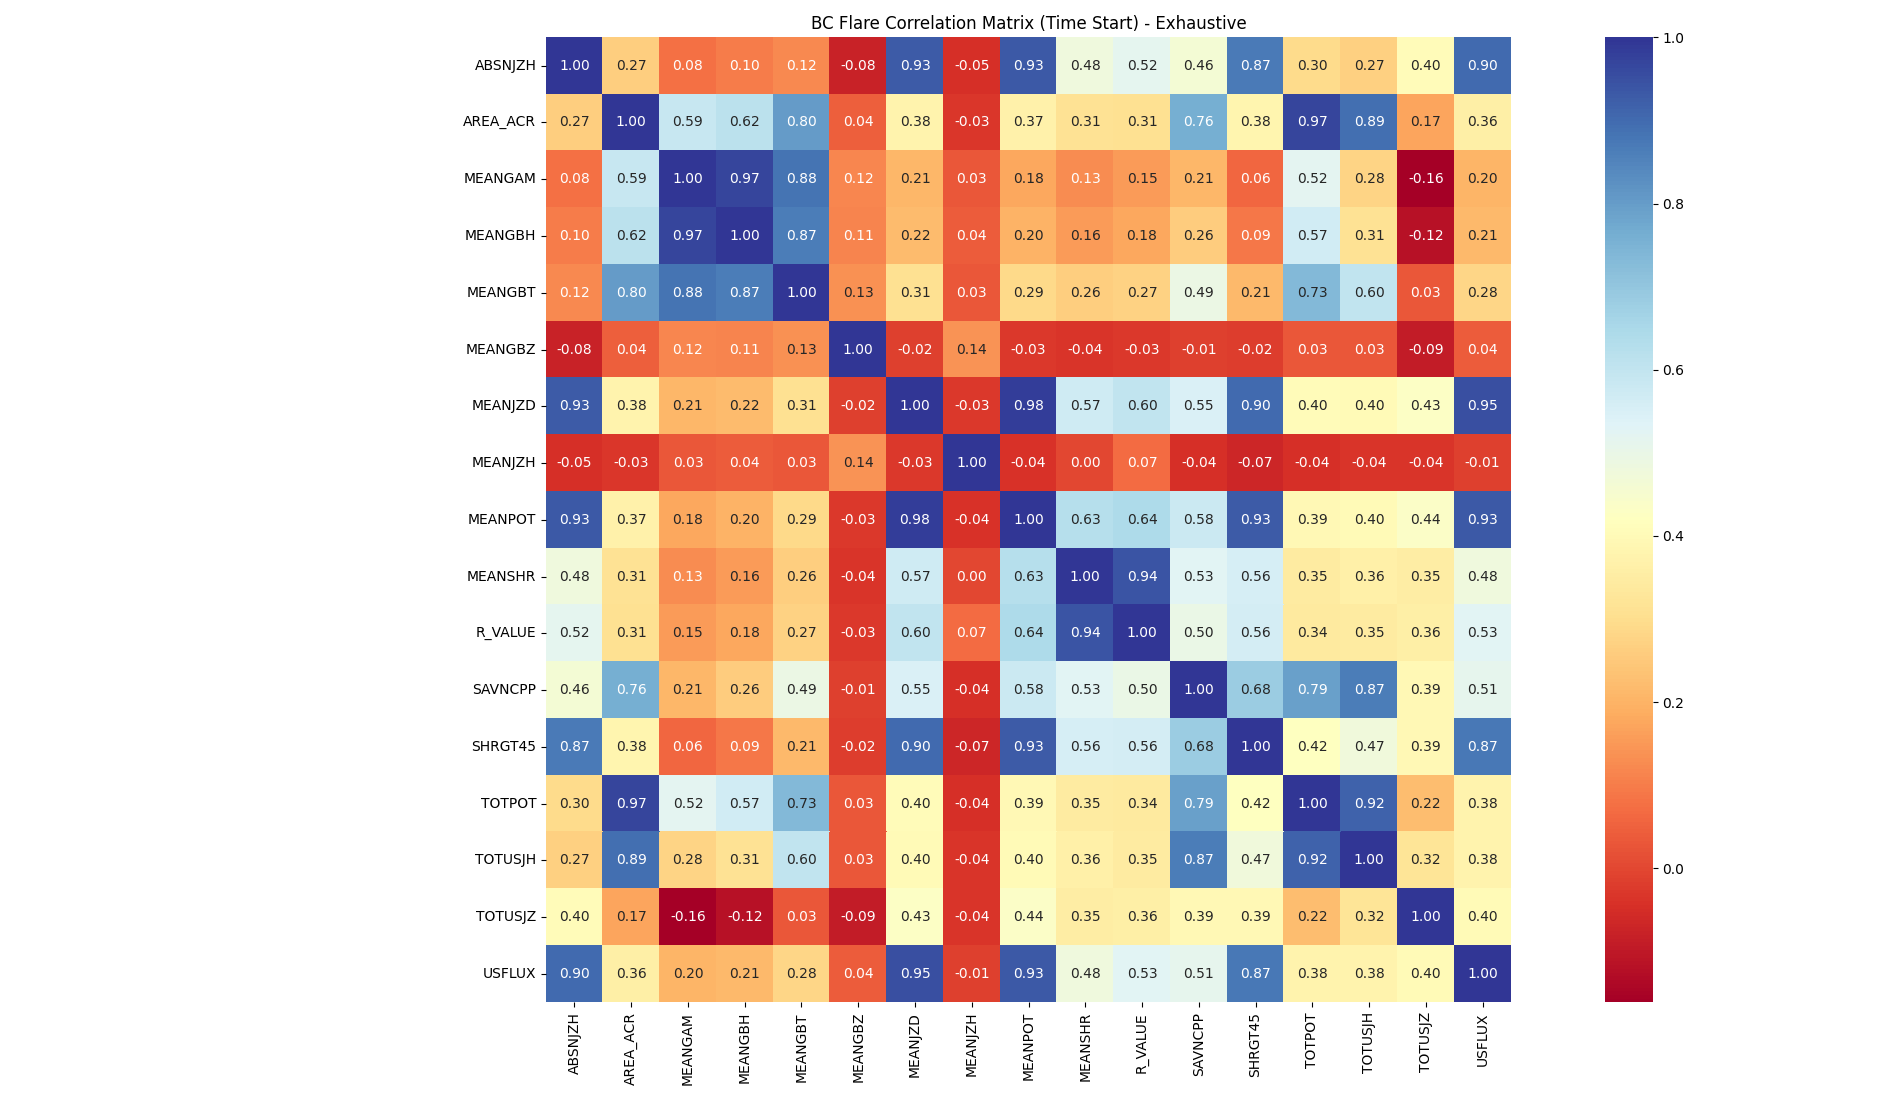 BC Flare Correlation Matrix (Time Start) - Exhaustive
ABSNJZH 1.00 0.27 0.08 0.10 0.12 -0.08 0.93 -0.05 0.93 0.48 0.52 0.46 0.87 0.30 0.27 0.40 0.90
AREA_ACR 0.27 1.00 0.59 0.62 0.80 0.04 0.38 -0.03 0.37 0.31 0.31 0.76 0.38 0.97 0.89 0.17 0.36
MEANGAM 0.08 0.59 1.00 0.97 0.88 0.12 0.21 0.03 0.18 0.13 0.15 0.21 0.06 0.52 0.28 -0.16 0.20
MEANGBH 0.10 0.62 0.97 1.00 0.87 0.11 0.22 0.04 0.20 0.16 0.18 0.26 0.09 0.57 0.31 -0.12 0.21
MEANGBT 0.12 0.80 0.88 0.87 1.00 0.13 0.31 0.03 0.29 0.26 0.27 0.49 0.21 0.73 0.60 0.03 0.28
MEANGBZ -0.08 0.04 0.12 0.11 0.13 1.00 -0.02 0.14 -0.03 -0.04 -0.03 -0.01 -0.02 0.03 0.03 -0.09 0.04
MEANJZD 0.93 0.38 0.21 0.22 0.31 -0.02 1.00 -0.03 0.98 0.57 0.60 0.55 0.90 0.40 0.40 0.43 0.95
MEANJZH -0.05 -0.03 0.03 0.04 0.03 0.14 -0.03 1.00 -0.04 0.00 0.07 -0.04 -0.07 -0.04 -0.04 -0.04 -0.01
MEANPOT 0.93 0.37 0.18 0.20 0.29 -0.03 0.98 -0.04 1.00 0.63 0.64 0.58 0.93 0.39 0.40 0.44 0.93
MEANSHR 0.48 0.31 0.13 0.16 0.26 -0.04 0.57 0.00 0.63 1.00 0.94 0.53 0.56 0.35 0.36 0.35 0.48
R_VALUE 0.52 0.31 0.15 0.18 0.27 -0.03 0.60 0.07 0.64 0.94 1.00 0.50 0.56 0.34 0.35 0.36 0.53
SAVNCPP 0.46 0.76 0.21 0.26 0.49 -0.01 0.55 -0.04 0.58 0.53 0.50 1.00 0.68 0.79 0.87 0.39 0.51
SHRGT45 0.87 0.38 0.06 0.09 0.21 -0.02 0.90 -0.07 0.93 0.56 0.56 0.68 1.00 0.42 0.47 0.39 0.87
TOTPOT 0.30 0.97 0.52 0.57 0.73 0.03 0.40 -0.04 0.39 0.35 0.34 0.79 0.42 1.00 0.92 0.22 0.38
TOTUSJH 0.27 0.89 0.28 0.31 0.60 0.03 0.40 -0.04 0.40 0.36 0.35 0.87 0.47 0.92 1.00 0.32 0.38
TOTUSJZ 0.40 0.17 -0.16 -0.12 0.03 -0.09 0.43 -0.04 0.44 0.35 0.36 0.39 0.39 0.22 0.32 1.00 0.40
USFLUX 0.90 0.36 0.20 0.21 0.28 0.04 0.95 -0.01 0.93 0.48 0.53 0.51 0.87 0.38 0.38 0.40 1.00
ABSNJZH AREA_ACR MEANGAM MEANGBH MEANGBT MEANGBZ MEANJZD MEANJZH MEANPOT MEANSHR R_VALUE SAVNCPP SHRGT45 TOTPOT TOTUSJH TOTUSJZ USFLUX
1.0
0.8
0.6
0.4
0.2
0.0